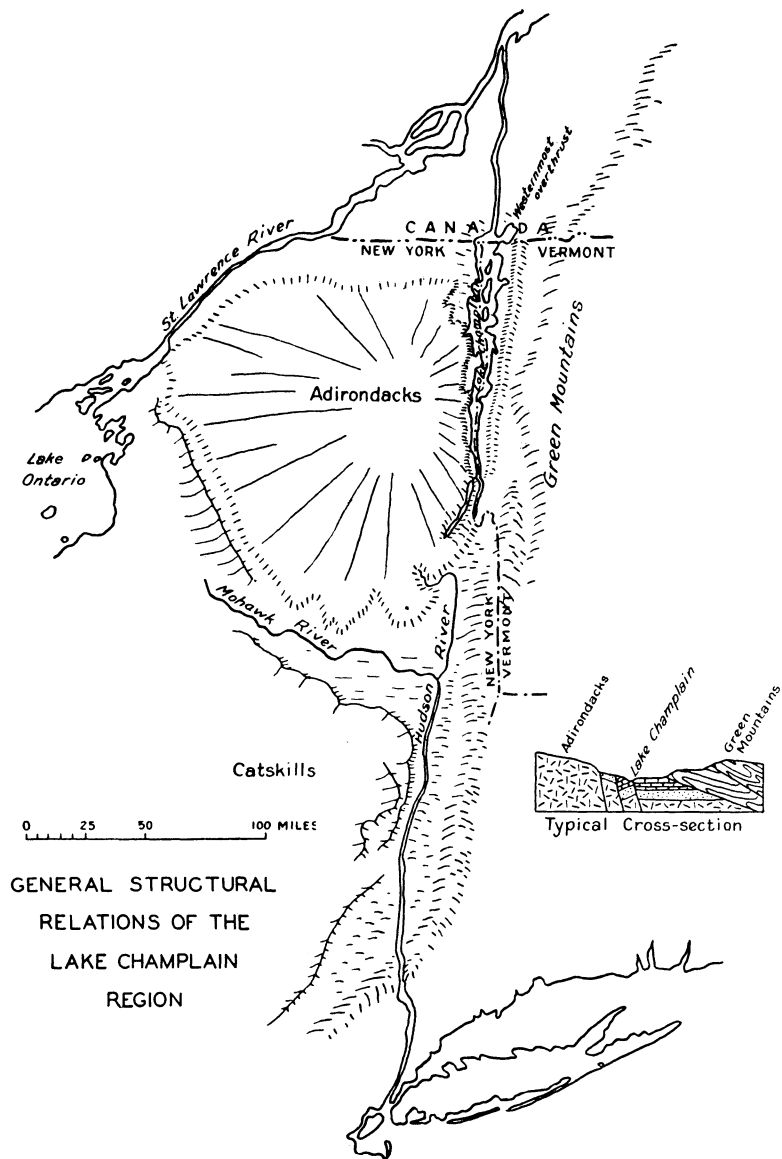 Westernmost
overthrust
CANADA
NEW YORK
VERMONT
St. Lawrence River
Lake Champlain
Adirondacks
Green Mountains
Lake
Ontario
Mohawk
River
River
Hudson
NEW YORK
VERMONT
Catskills
Adirondacks
Lake Champlain
Green
Mountains
Typical Cross-section
0 25 50 100 MILES
GENERAL STRUCTURAL
RELATIONS OF THE
LAKE CHAMPLAIN
REGION